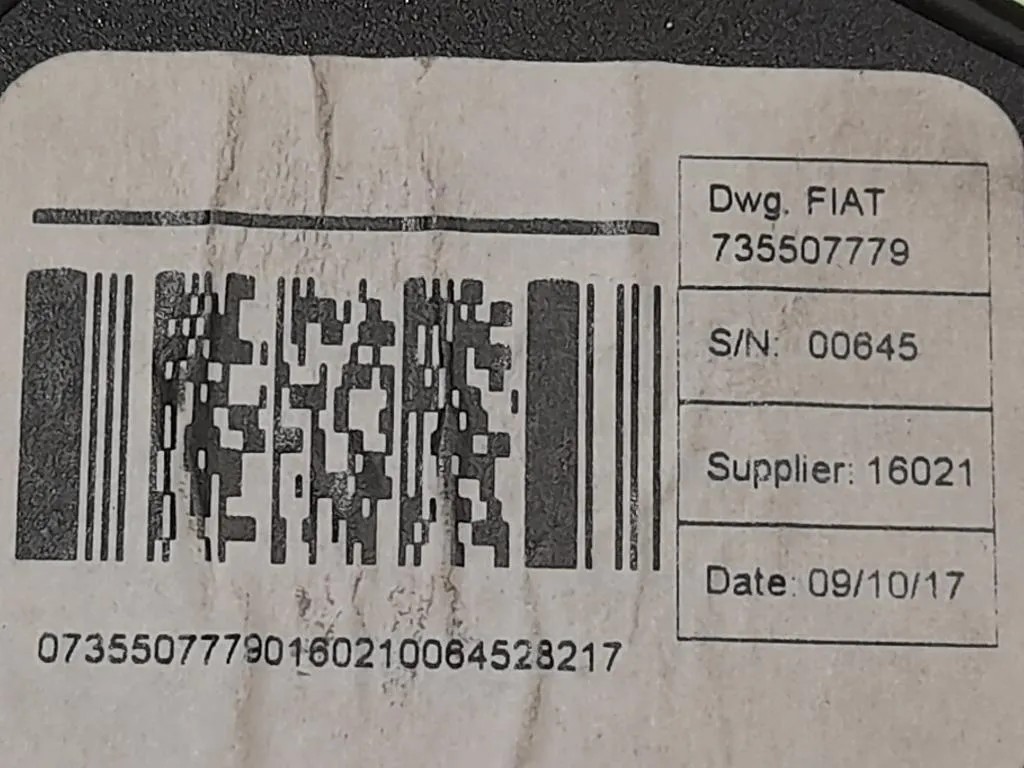 Dwg. FIAT
735507779
S/N: 00645
Supplier: 16021
Date: 09/10/17
07355077790160210064528217